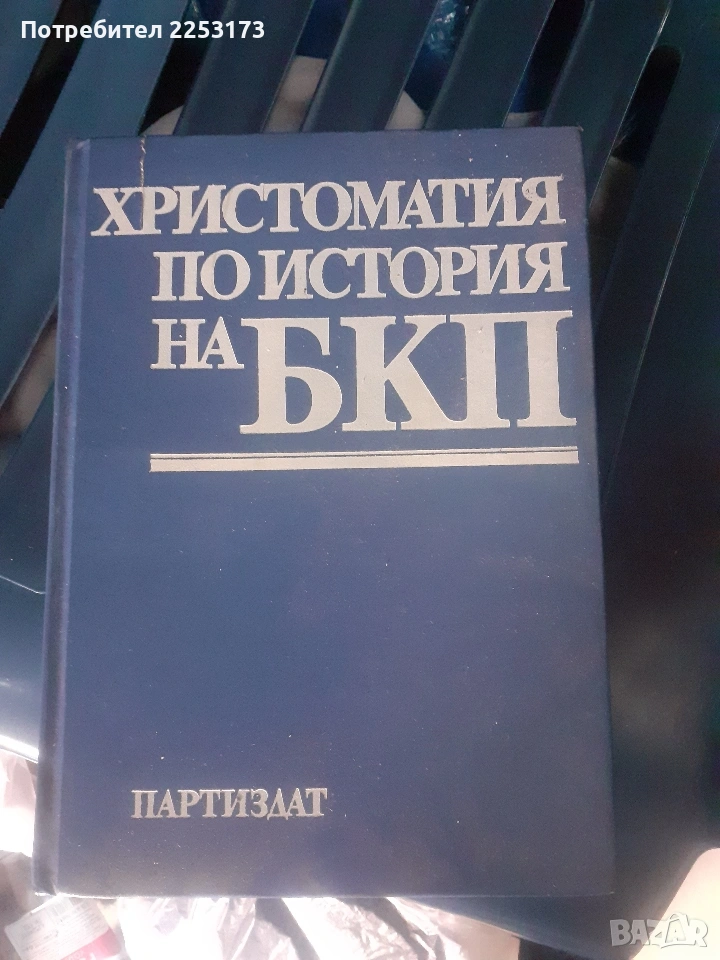 Потребител 2253173
ХРИСТОМАТИЯ
ПО ИСТОРИЯ
НА БКП
ПАРТИЗДАТ
BAZAR